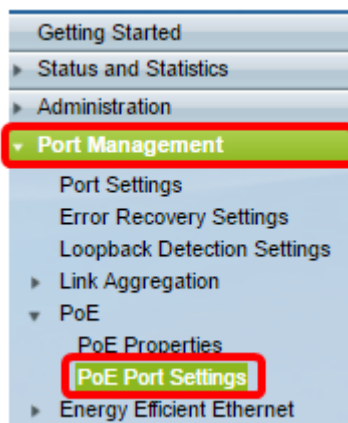 Getting Started
Status and Statistics
Administration
Port Management
Port Settings
Error Recovery Settings
Loopback Detection Settings
Link Aggregation
PoE
PoE Properties
PoE Port Settings
Energy Efficient Ethernet